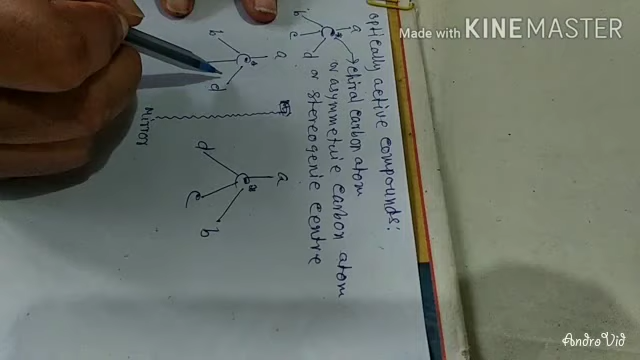 Made with KINEMASTER
optically active compounds:
a
b
c
d
C*
chiral carbon atom
or asymmetric carbon atom
or stereogenic centre
a
b
C*
d
Mirror
a
d
C*
c
b
AndroVid